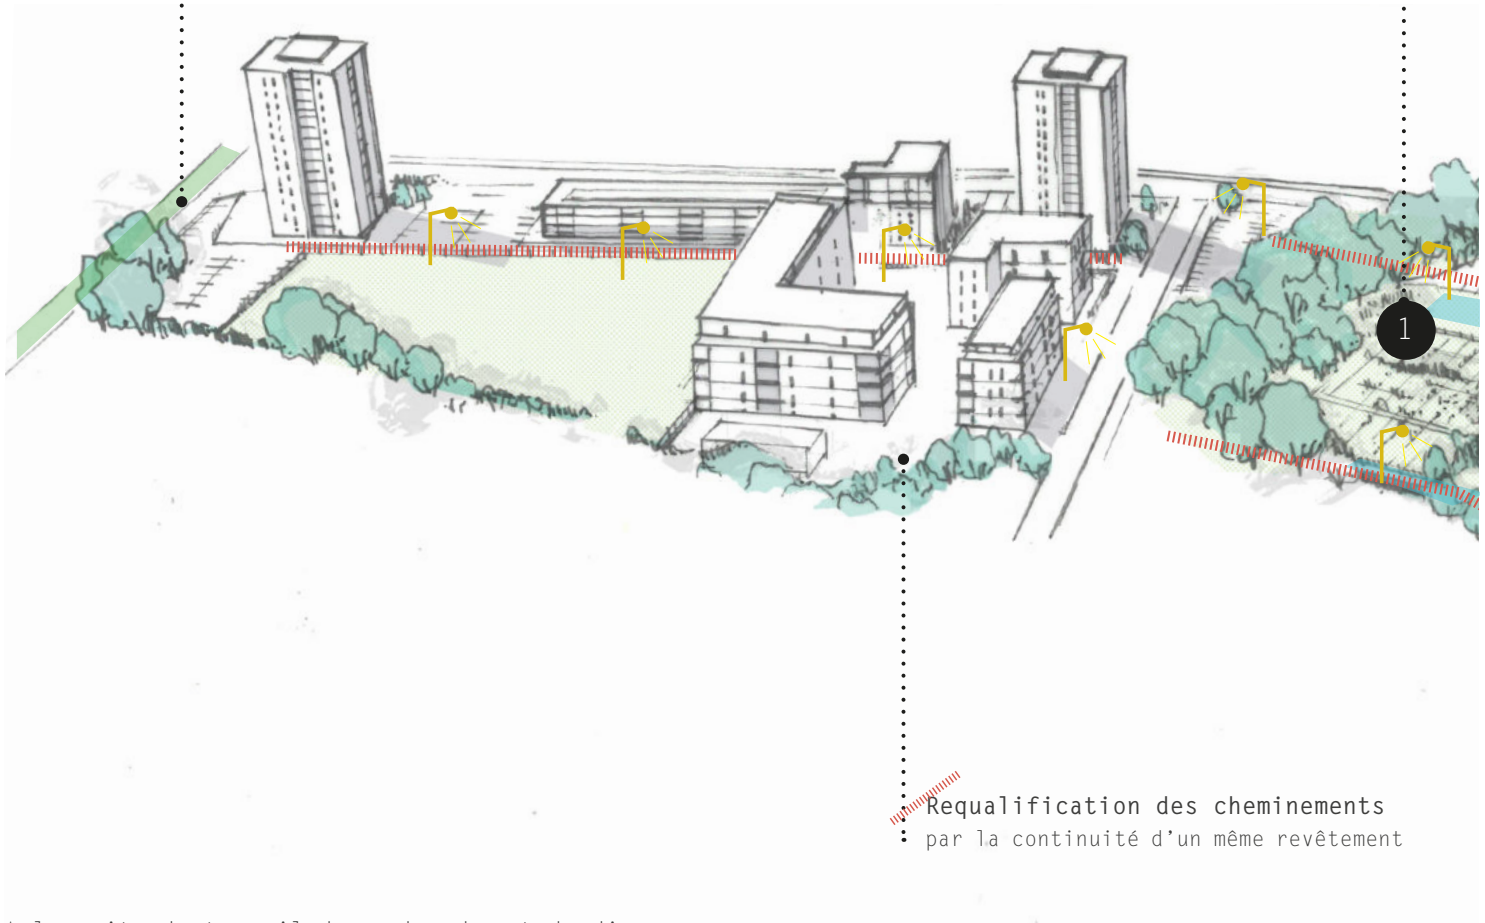 1
Requalification des cheminements
par la continuité d'un même revêtement